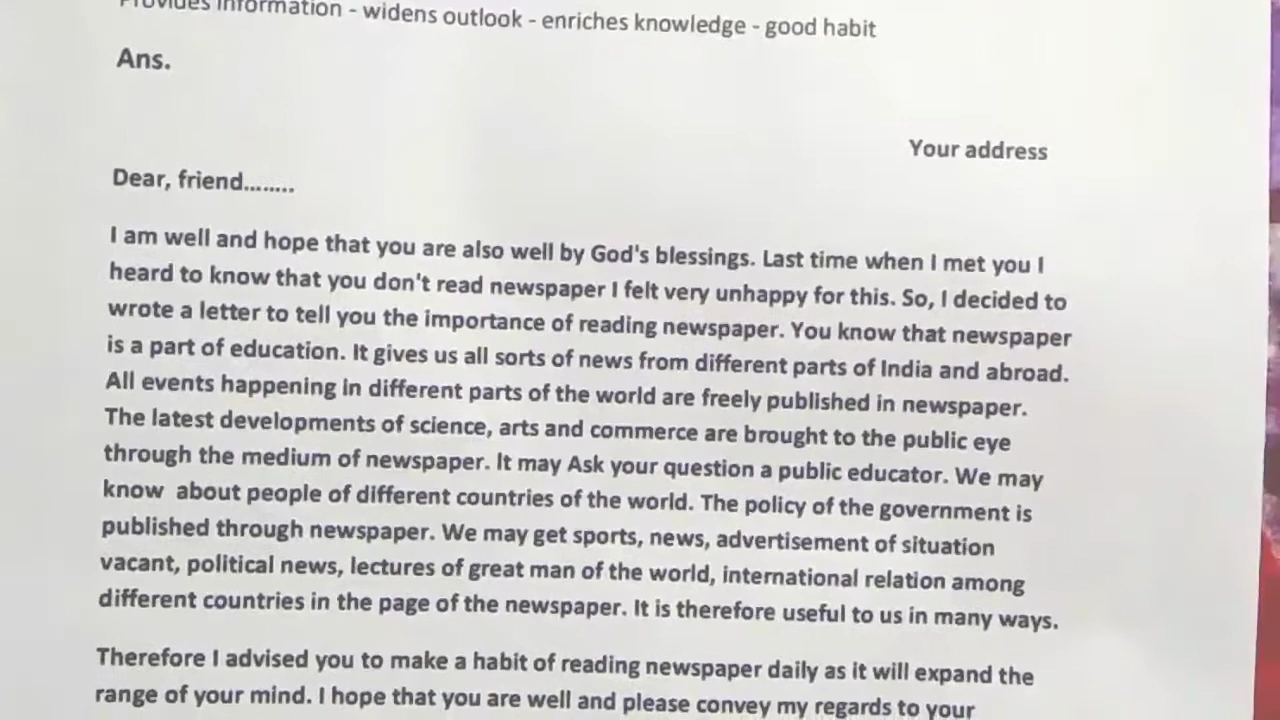 Provides information - widens outlook - enriches knowledge - good habit
Ans.
Your address
Dear, friend........
I am well and hope that you are also well by God's blessings. Last time when I met you I
heard to know that you don't read newspaper I felt very unhappy for this. So, I decided to
wrote a letter to tell you the importance of reading newspaper. You know that newspaper
is a part of education. It gives us all sorts of news from different parts of India and abroad.
All events happening in different parts of the world are freely published in newspaper.
The latest developments of science, arts and commerce are brought to the public eye
through the medium of newspaper. It may Ask your question a public educator. We may
know  about people of different countries of the world. The policy of the government is
published through newspaper. We may get sports, news, advertisement of situation
vacant, political news, lectures of great man of the world, international relation among
different countries in the page of the newspaper. It is therefore useful to us in many ways.
Therefore I advised you to make a habit of reading newspaper daily as it will expand the
range of your mind. I hope that you are well and please convey my regards to your